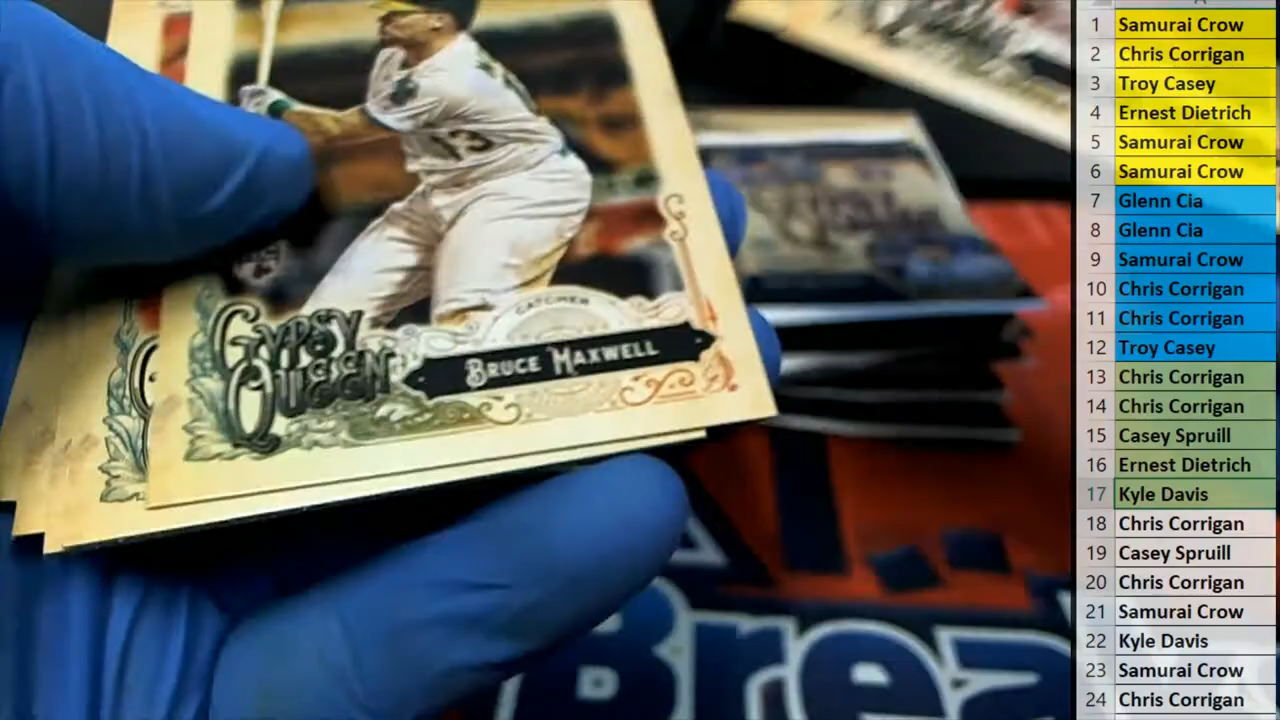 13
CATCHER
GYPSY
QUEEN
BRUCE MAXWELL
Brea
1 Samurai Crow
2 Chris Corrigan
3 Troy Casey
4 Ernest Dietrich
5 Samurai Crow
6 Samurai Crow
7 Glenn Cia
8 Glenn Cia
9 Samurai Crow
10 Chris Corrigan
11 Chris Corrigan
12 Troy Casey
13 Chris Corrigan
14 Chris Corrigan
15 Casey Spruill
16 Ernest Dietrich
17 Kyle Davis
18 Chris Corrigan
19 Casey Spruill
20 Chris Corrigan
21 Samurai Crow
22 Kyle Davis
23 Samurai Crow
24 Chris Corrigan